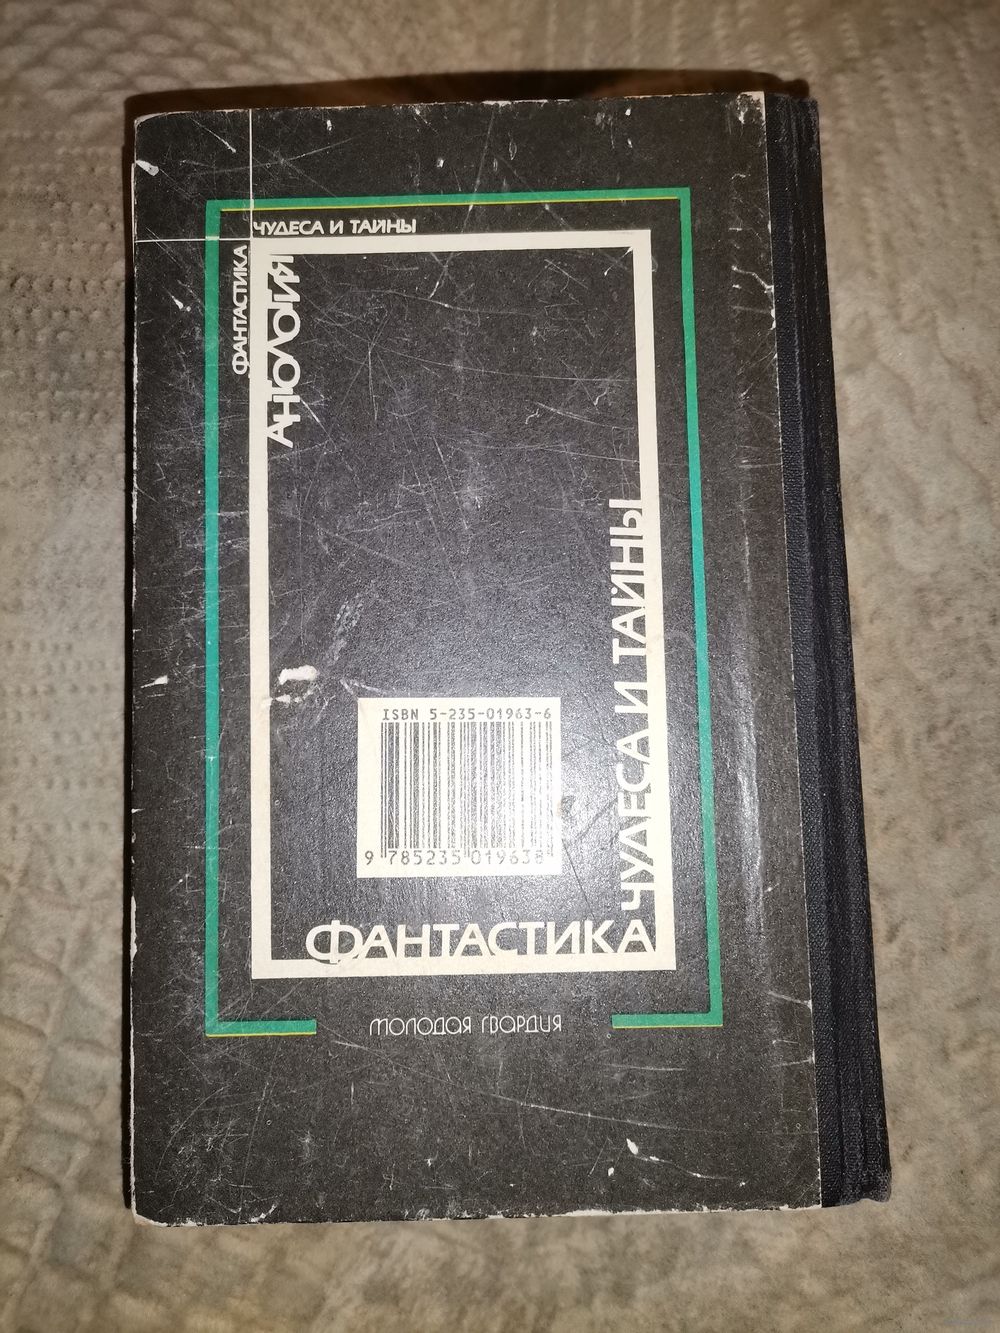 ЧУДЕСА И ТАЙНЫ
ФАНТАСТИКА
АНТОЛОГИЯ
ЧУДЕСА И ТАЙНЫ
ISBN 5-235-01963-6
9 785235 019638
ФАНТАСТИКА
МОЛОДАЯ ГВАРДИЯ